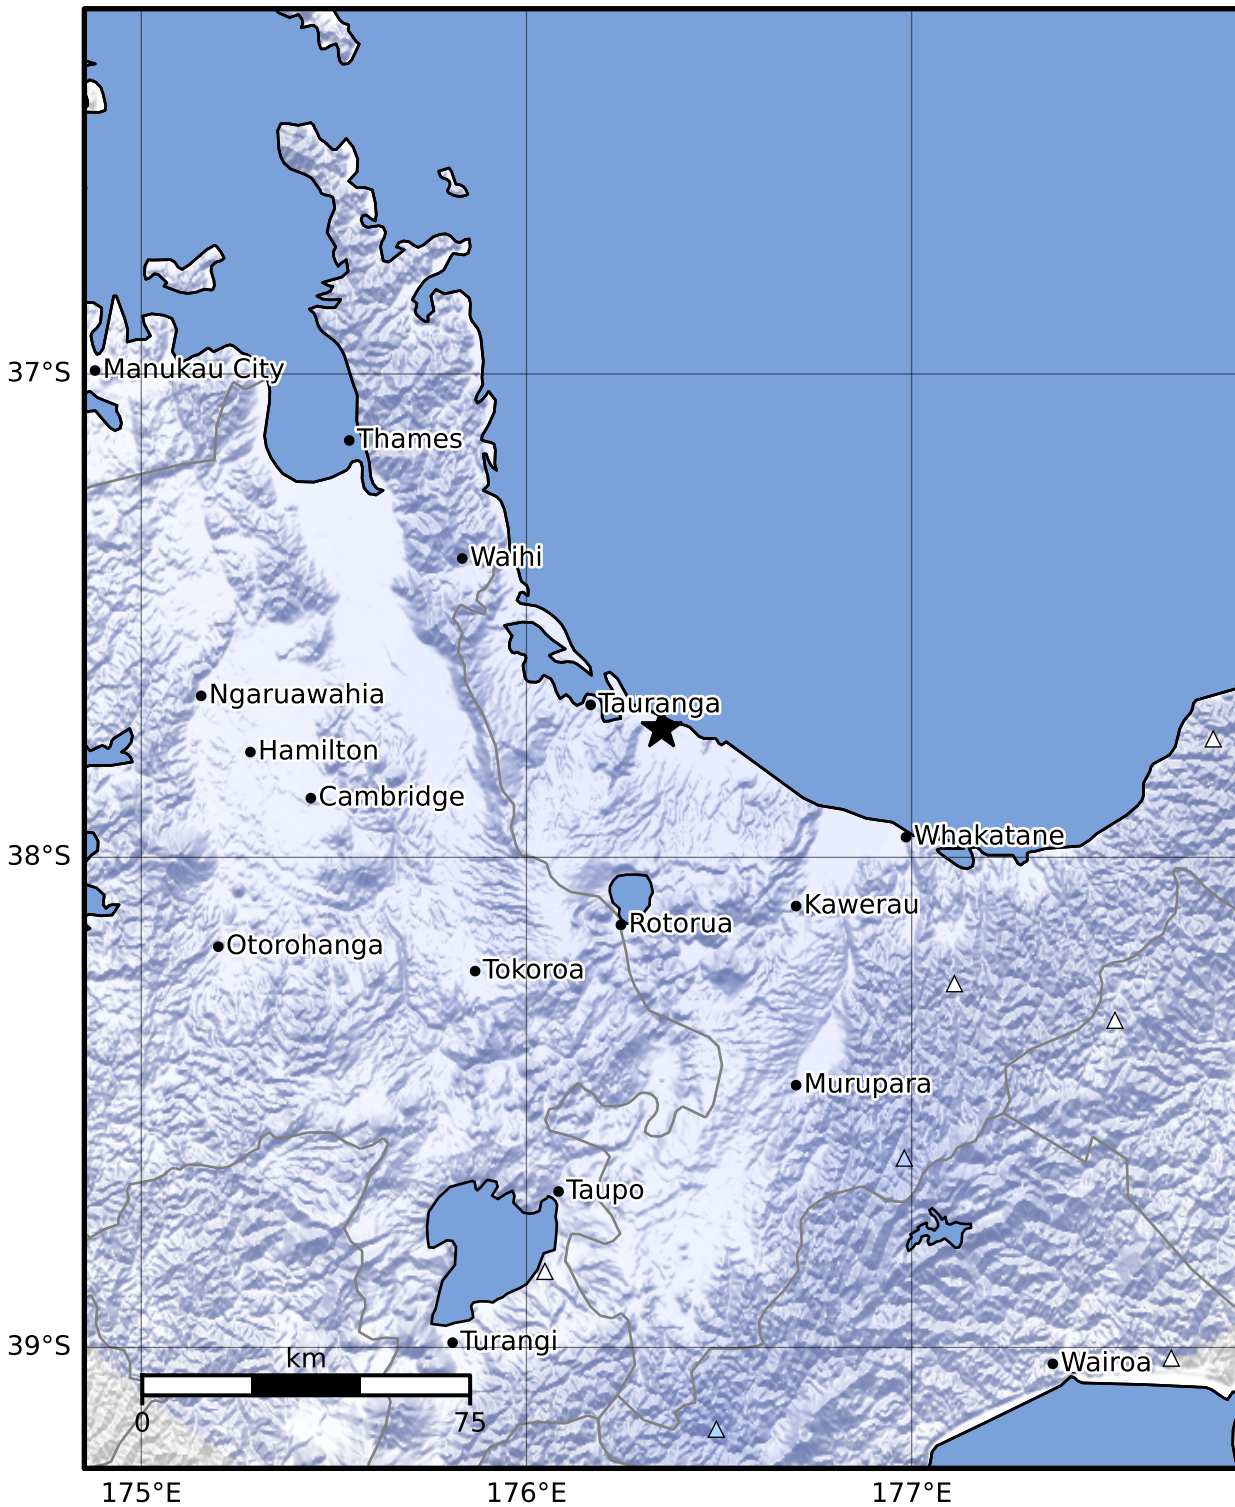 37°S
Manukau City
Thames
Waihi
Ngaruawahia
Tauranga
Hamilton
Cambridge
Whakatane
38°S
Kawerau
Rotorua
Otorohanga
Tokoroa
Murupara
Taupo
39°S
Turangi
km
Wairoa
0 75
175°E 176°E 177°E